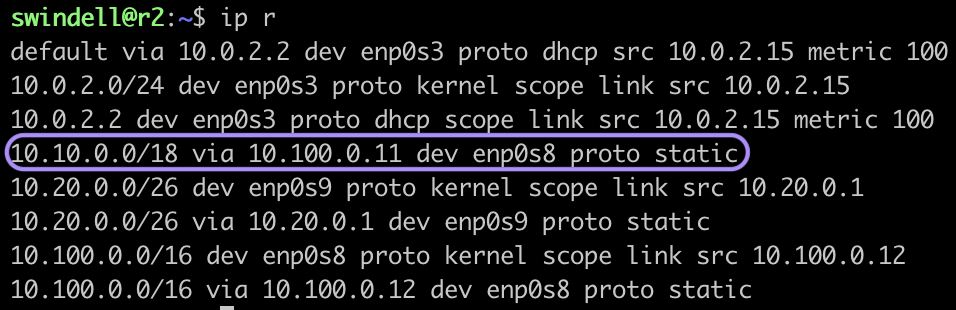 swindell@r2:~$ ip r
default via 10.0.2.2 dev enp0s3 proto dhcp src 10.0.2.15 metric 100
10.0.2.0/24 dev enp0s3 proto kernel scope link src 10.0.2.15
10.0.2.2 dev enp0s3 proto dhcp scope link src 10.0.2.15 metric 100
10.10.0.0/18 via 10.100.0.11 dev enp0s8 proto static
10.20.0.0/26 dev enp0s9 proto kernel scope link src 10.20.0.1
10.20.0.0/26 via 10.20.0.1 dev enp0s9 proto static
10.100.0.0/16 dev enp0s8 proto kernel scope link src 10.100.0.12
10.100.0.0/16 via 10.100.0.12 dev enp0s8 proto static